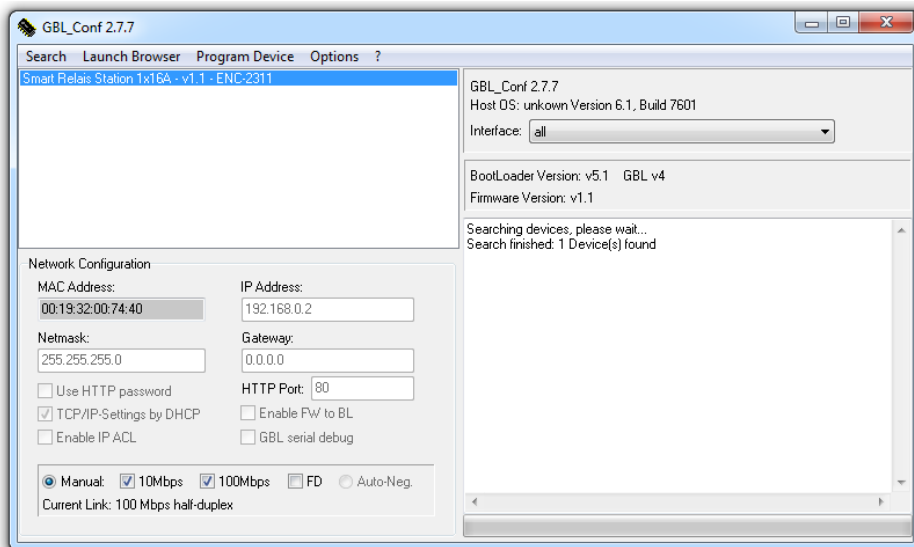 GBL_Conf 2.7.7
Search Launch Browser Program Device Options ?
Smart Relais Station 1x16A - v1.1 - ENC-2311
GBL_Conf 2.7.7
Host OS: unkown Version 6.1, Build 7601
Interface: all
BootLoader Version: v5.1 GBL v4
Firmware Version: v1.1
Searching devices, please wait...
Search finished: 1 Device(s) found
Network Configuration
MAC Address: IP Address:
00:19:32:00:74:40 192.168.0.2
Netmask: Gateway:
255.255.255.0 0.0.0.0
Use HTTP password HTTP Port: 80
TCP/IP-Settings by DHCP Enable FW to BL
Enable IP ACL GBL serial debug
Manual: 10Mbps 100Mbps FD Auto-Neg.
Current Link: 100 Mbps half-duplex